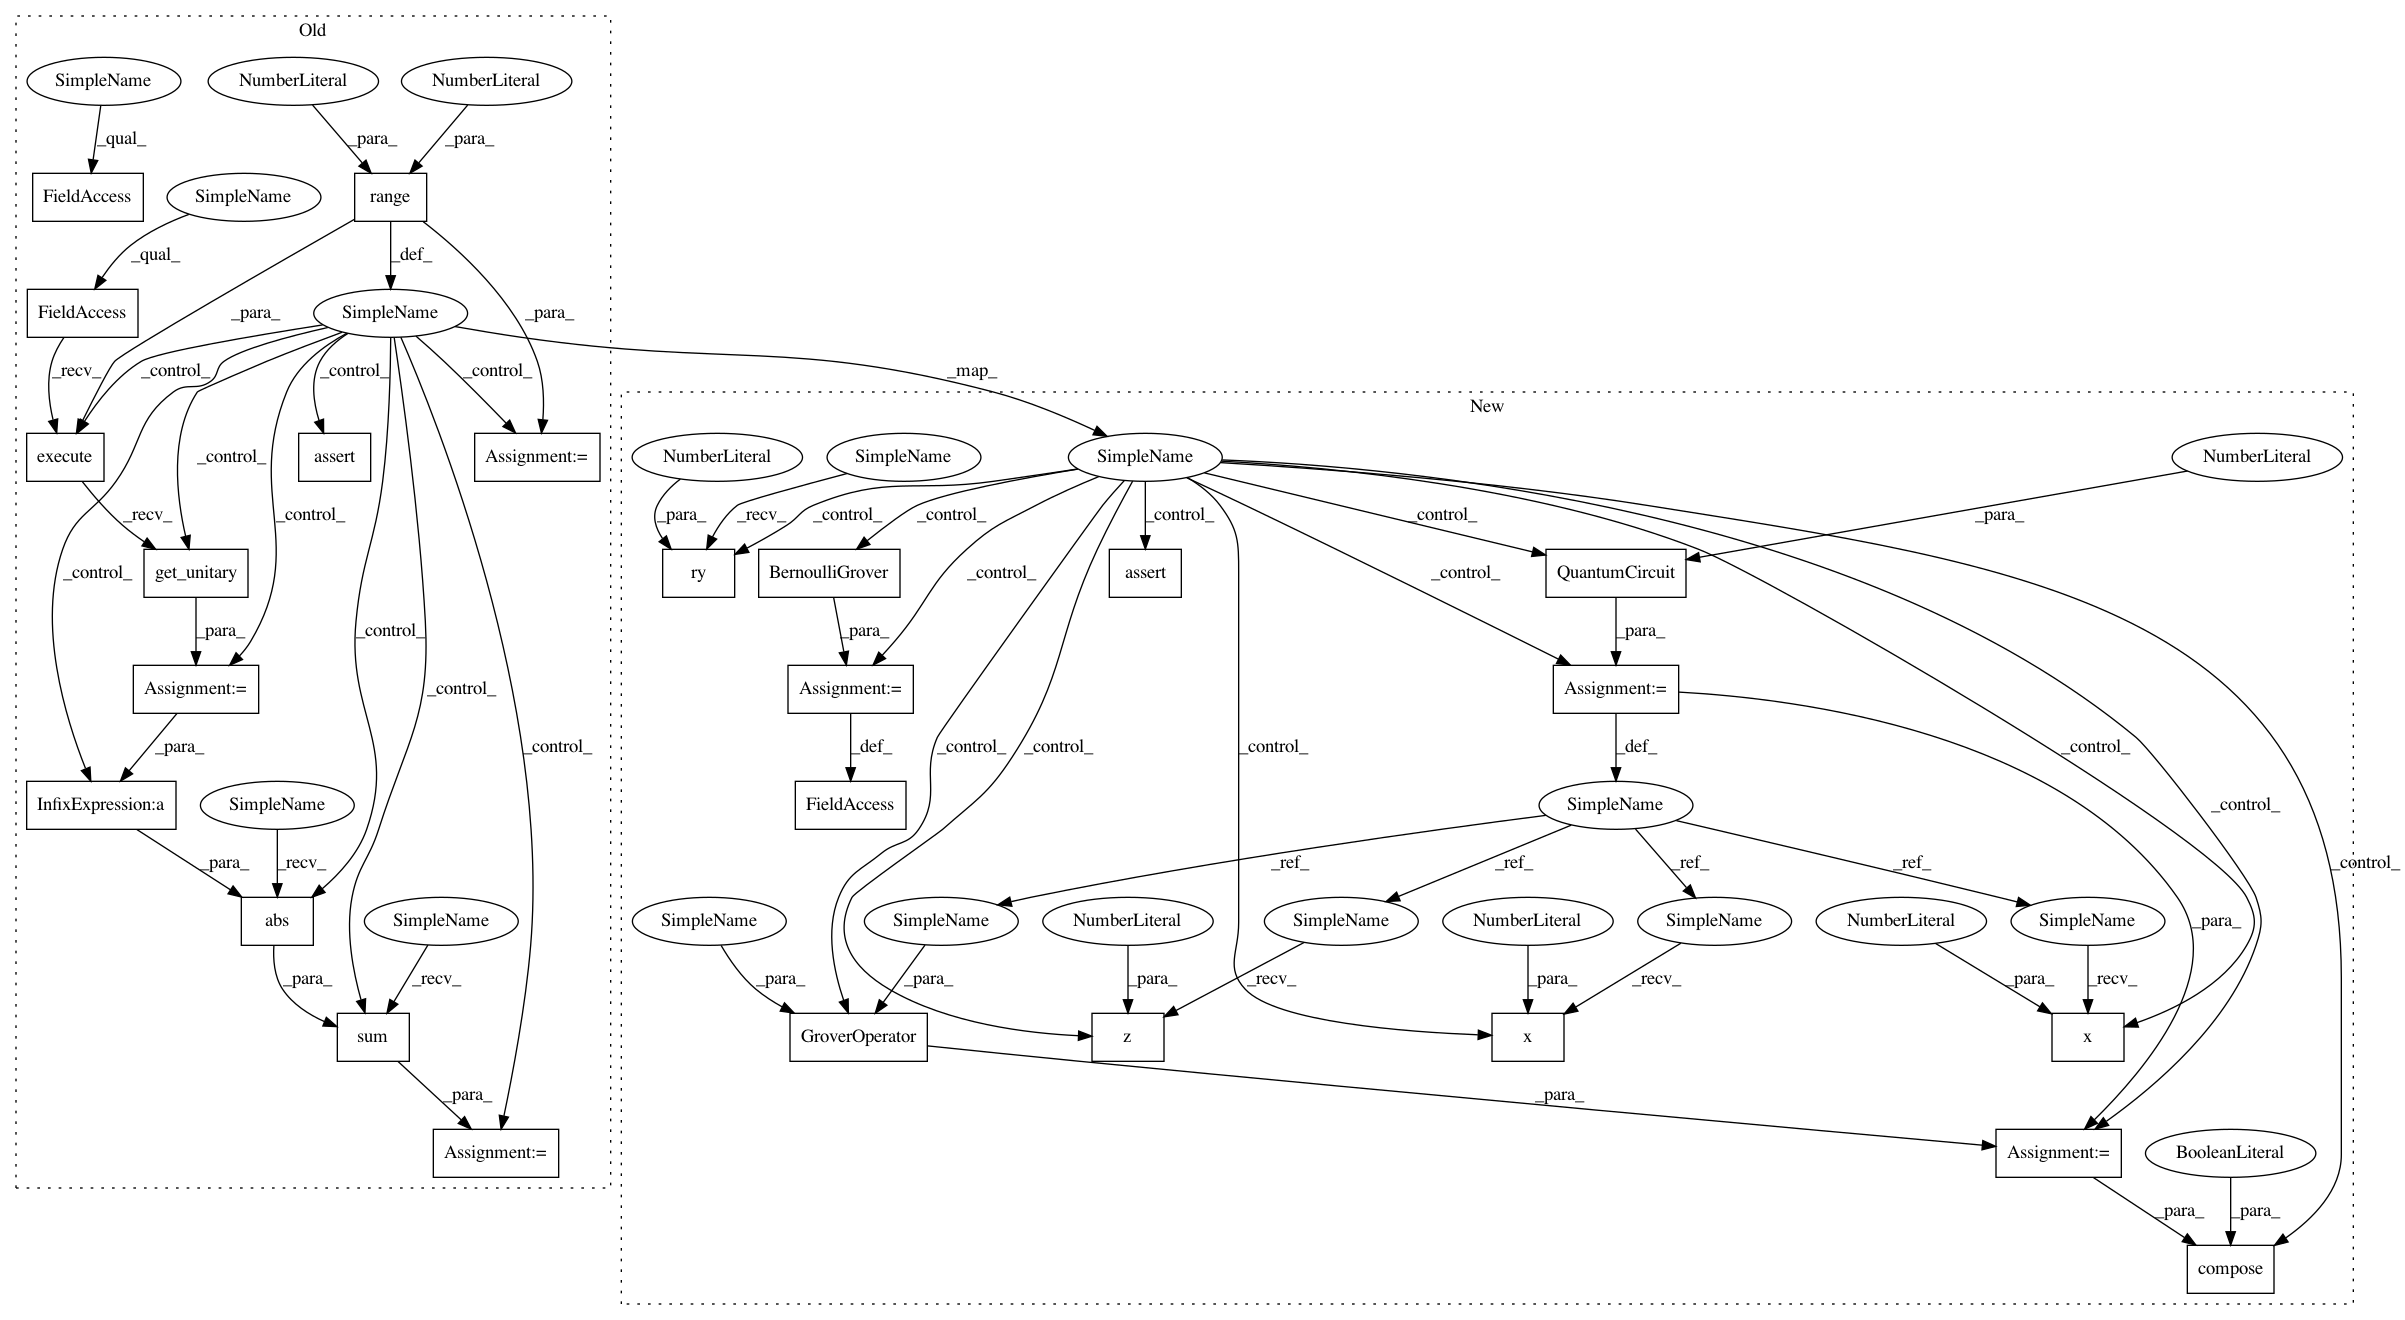 Old
SimpleName
NumberLiteral
NumberLiteral
_qual_
_para_
_para_
FieldAccess
SimpleName
range
_qual_
_def_
FieldAccess
SimpleName
_para_
_para_
_recv_
_control_
_control_
_control_
_map_
execute
assert
Assignment:=
_control_
_recv_
_control_
get_unitary
_control_
_para_
_control_
Assignment:=
_control_
_para_
_control_
InfixExpression:a
SimpleName
_para_
_recv_
abs
SimpleName
_para_
_recv_
sum
_para_
Assignment:=
New
NumberLiteral
SimpleName
SimpleName
NumberLiteral
_para_
_recv_
_control_
_control_
_control_
_control_
_para_
ry
BernoulliGrover
_control_
assert
_control_
QuantumCircuit
_para_
_para_
Assignment:=
Assignment:=
_def_
_control_
_control_
_control_
_def_
_control_
FieldAccess
SimpleName
_control_
_ref_
_ref_
_ref_
_ref_
_control_
SimpleName
SimpleName
NumberLiteral
SimpleName
NumberLiteral
SimpleName
NumberLiteral
SimpleName
_para_
_para_
_para_
_para_
_recv_
_para_
_recv_
_para_
_recv_
GroverOperator
z
x
x
_para_
Assignment:=
BooleanLiteral
_para_
_para_
compose